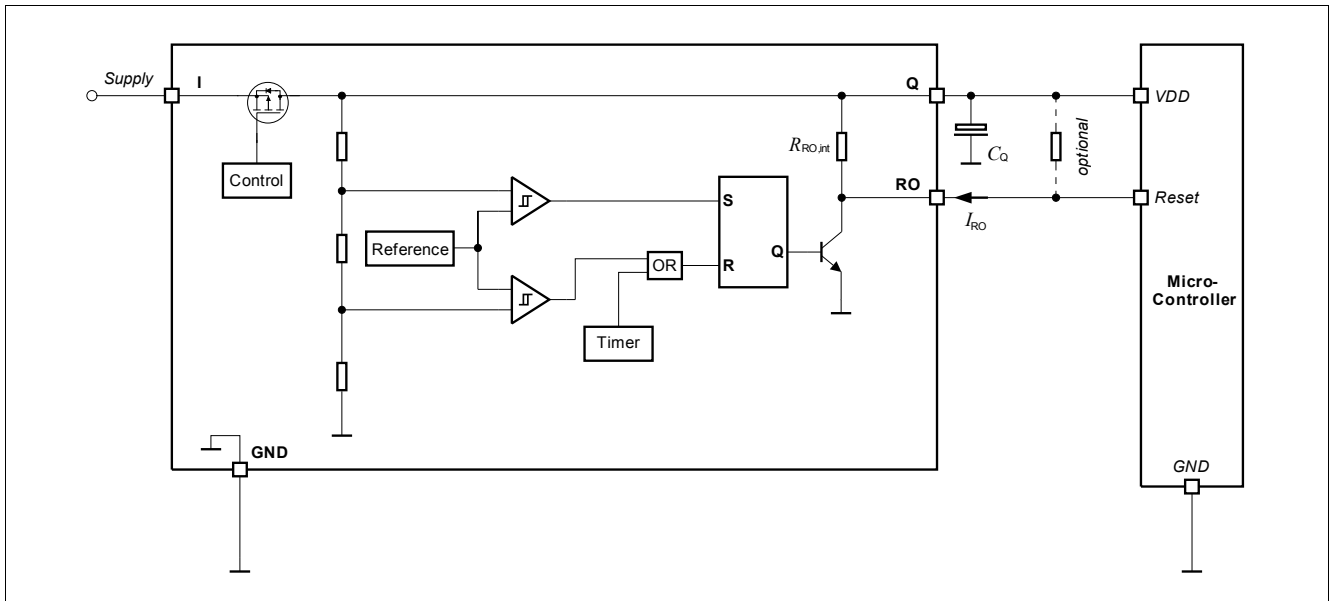 Supply
I
Q
VDD
optional
R_RO,int
C_Q
Control
RO
Reset
S
I_RO
Reference
Q
R
OR
Micro-
Controller
Timer
GND
GND